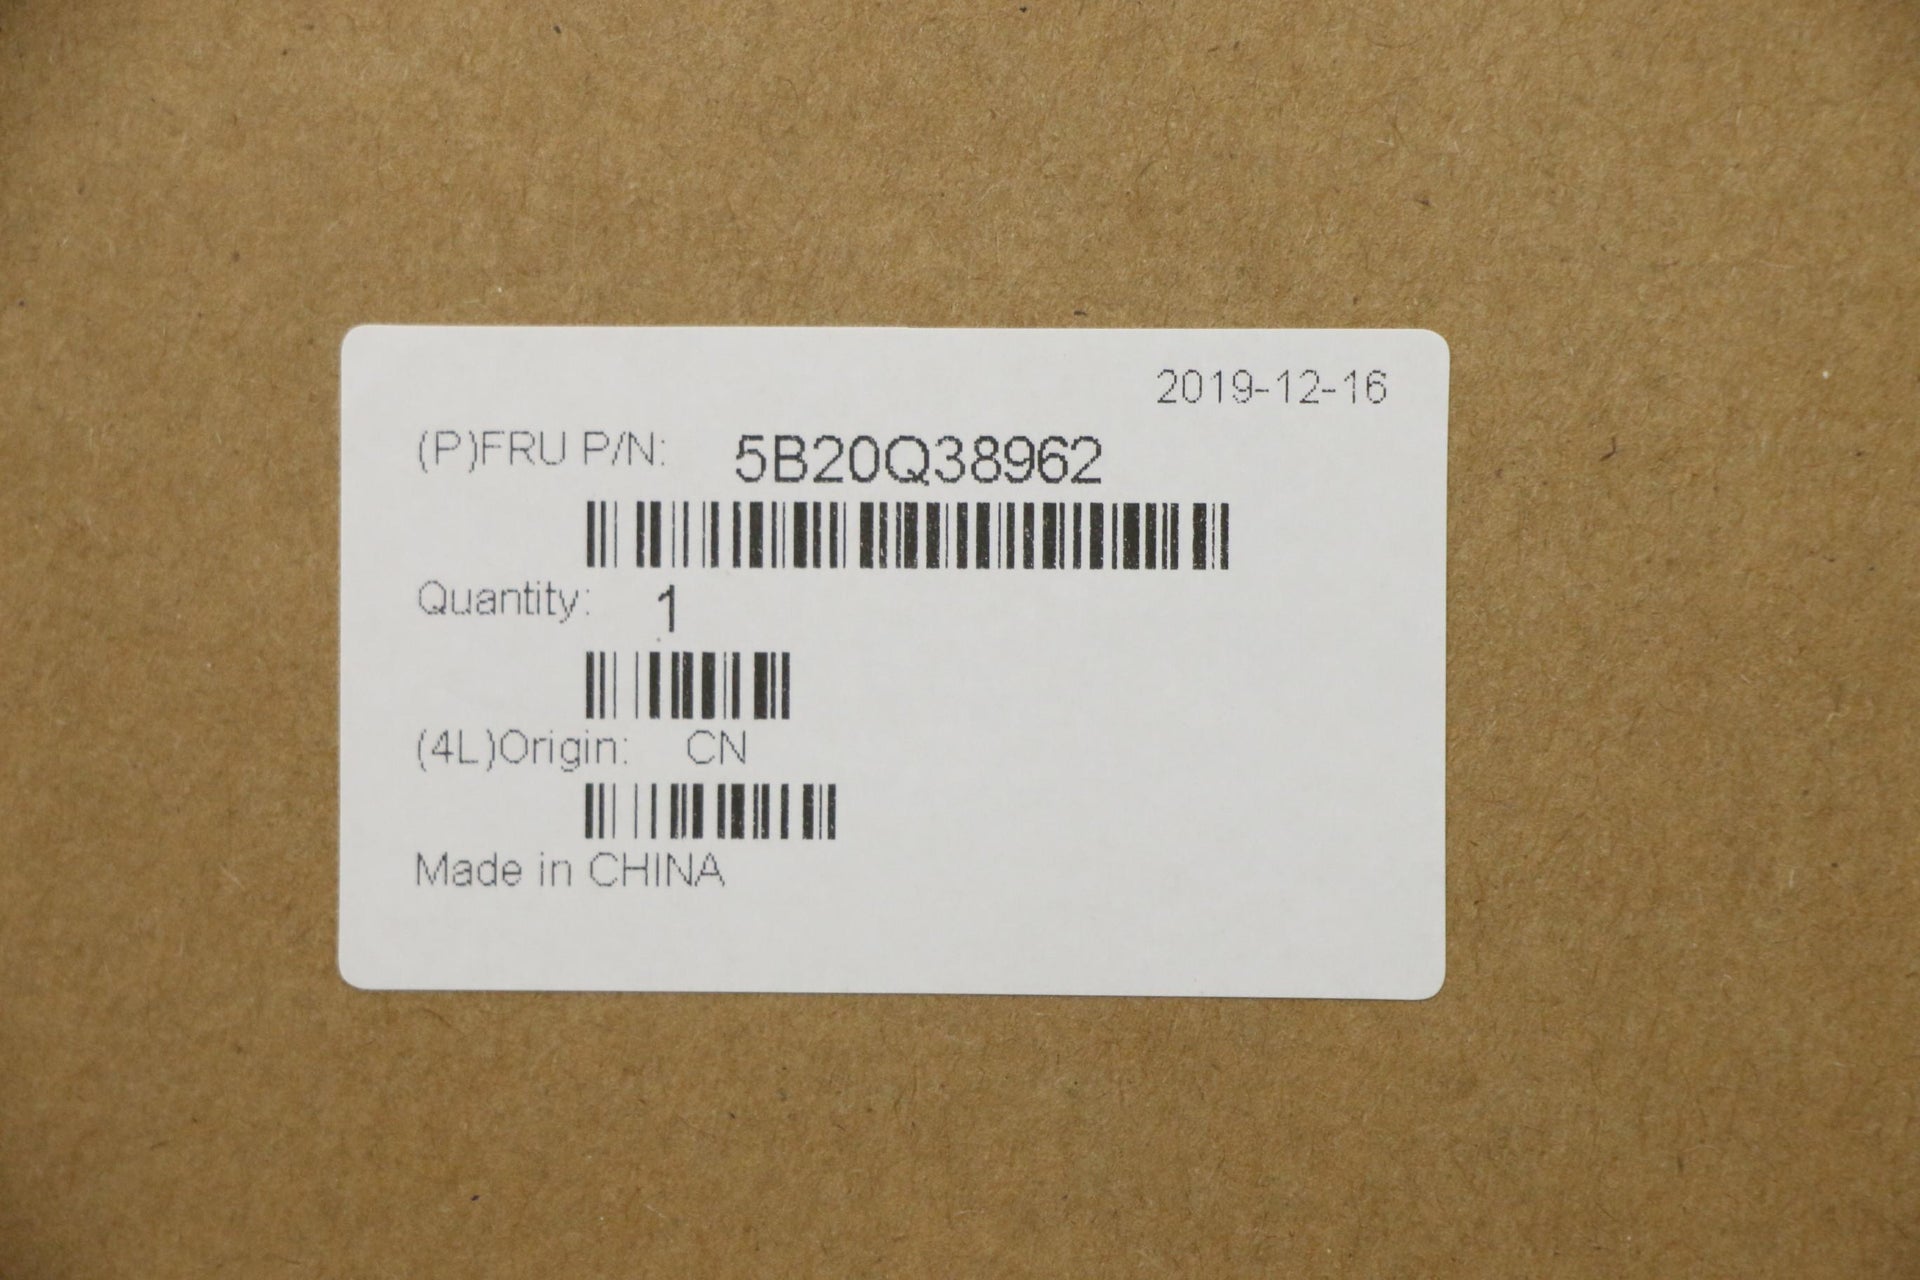 2019-12-16
(P)FRU P/N: 5B20Q38962
Quantity: 1
(4L)Origin: CN
Made in CHINA